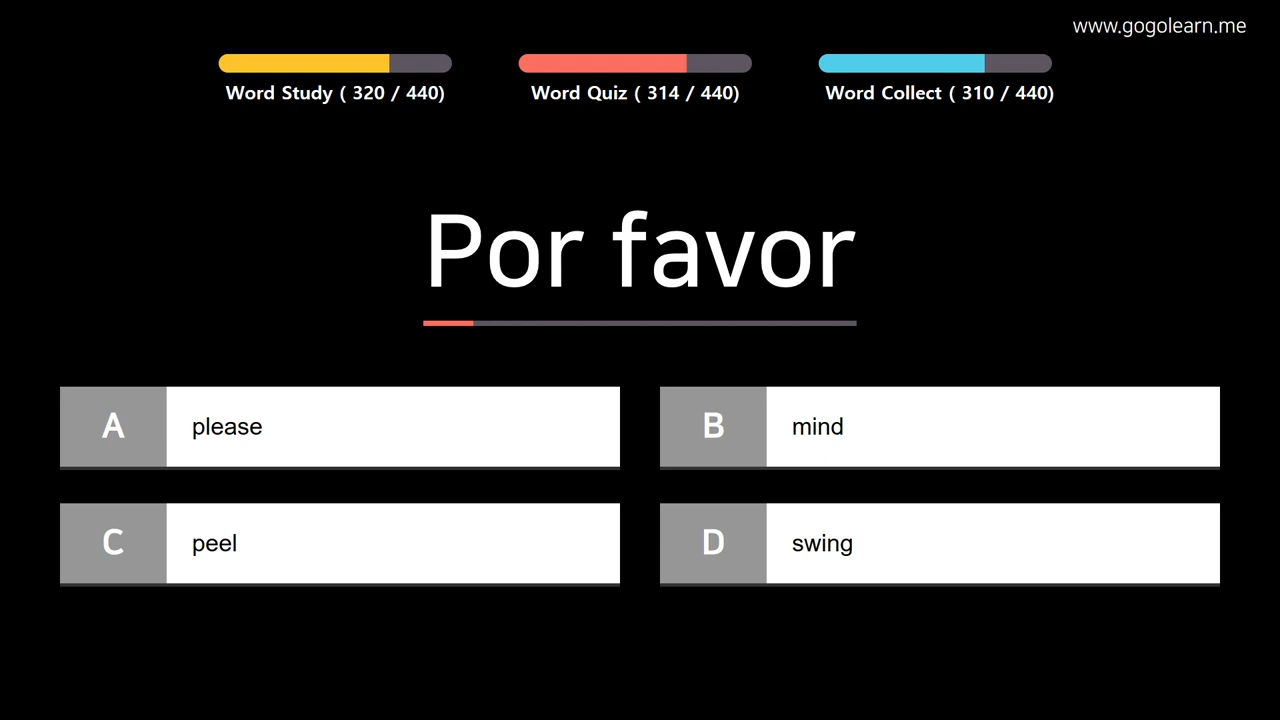 www.gogolearn.me
Word Study ( 320 / 440)
Word Quiz ( 314 / 440)
Word Collect ( 310 / 440)
Por favor
A please
B mind
C peel
D swing